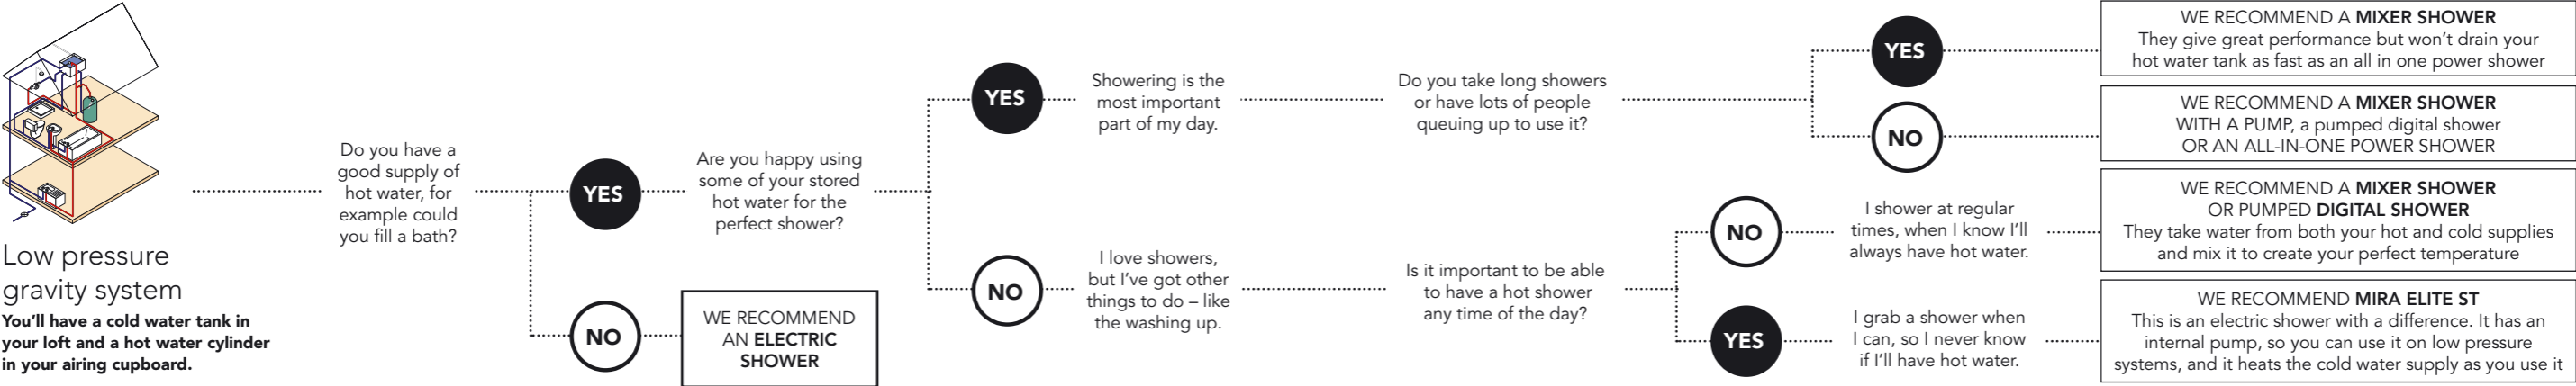 Low pressure
gravity system
You'll have a cold water tank in
your loft and a hot water cylinder
in your airing cupboard.
Do you have a
good supply of
hot water, for
example could
you fill a bath?
YES
Are you happy using
some of your stored
hot water for the
perfect shower?
NO
WE RECOMMEND
AN ELECTRIC
SHOWER
YES
Showering is the
most important
part of my day.
Do you take long showers
or have lots of people
queuing up to use it?
YES
WE RECOMMEND A MIXER SHOWER
They give great performance but won't drain your
hot water tank as fast as an all in one power shower
NO
WE RECOMMEND A MIXER SHOWER
WITH A PUMP, a pumped digital shower
OR AN ALL-IN-ONE POWER SHOWER
NO
I love showers,
but I've got other
things to do – like
the washing up.
Is it important to be able
to have a hot shower
any time of the day?
NO
I shower at regular
times, when I know I'll
always have hot water.
WE RECOMMEND A MIXER SHOWER
OR PUMPED DIGITAL SHOWER
They take water from both your hot and cold supplies
and mix it to create your perfect temperature
YES
I grab a shower when
I can, so I never know
if I'll have hot water.
WE RECOMMEND MIRA ELITE ST
This is an electric shower with a difference. It has an
internal pump, so you can use it on low pressure
systems, and it heats the cold water supply as you use it